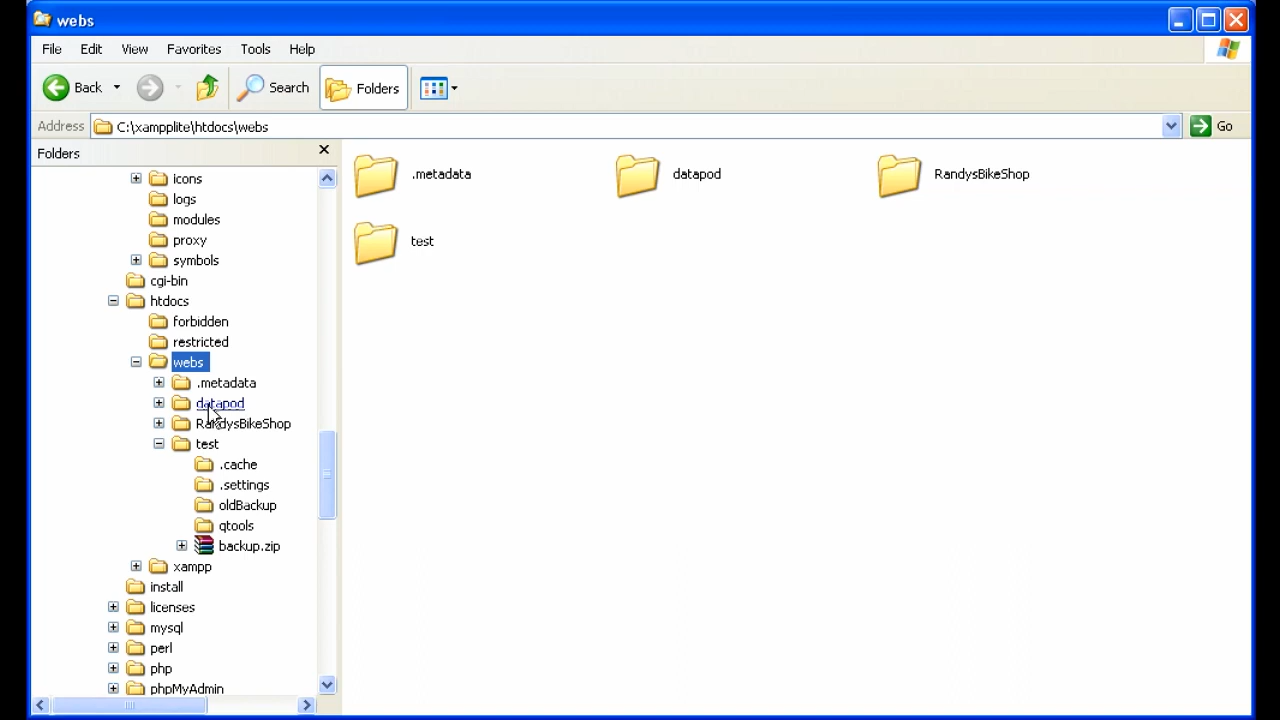 webs
File Edit View Favorites Tools Help
Back Search Folders
Address C:\xampplite\htdocs\webs Go
Folders
icons
logs
modules
proxy
symbols
cgi-bin
htdocs
forbidden
restricted
webs
.metadata
datapod
RandysBikeShop
test
.cache
.settings
oldBackup
qtools
backup.zip
xampp
install
licenses
mysql
perl
php
phpMyAdmin
.metadata datapod RandysBikeShop
test